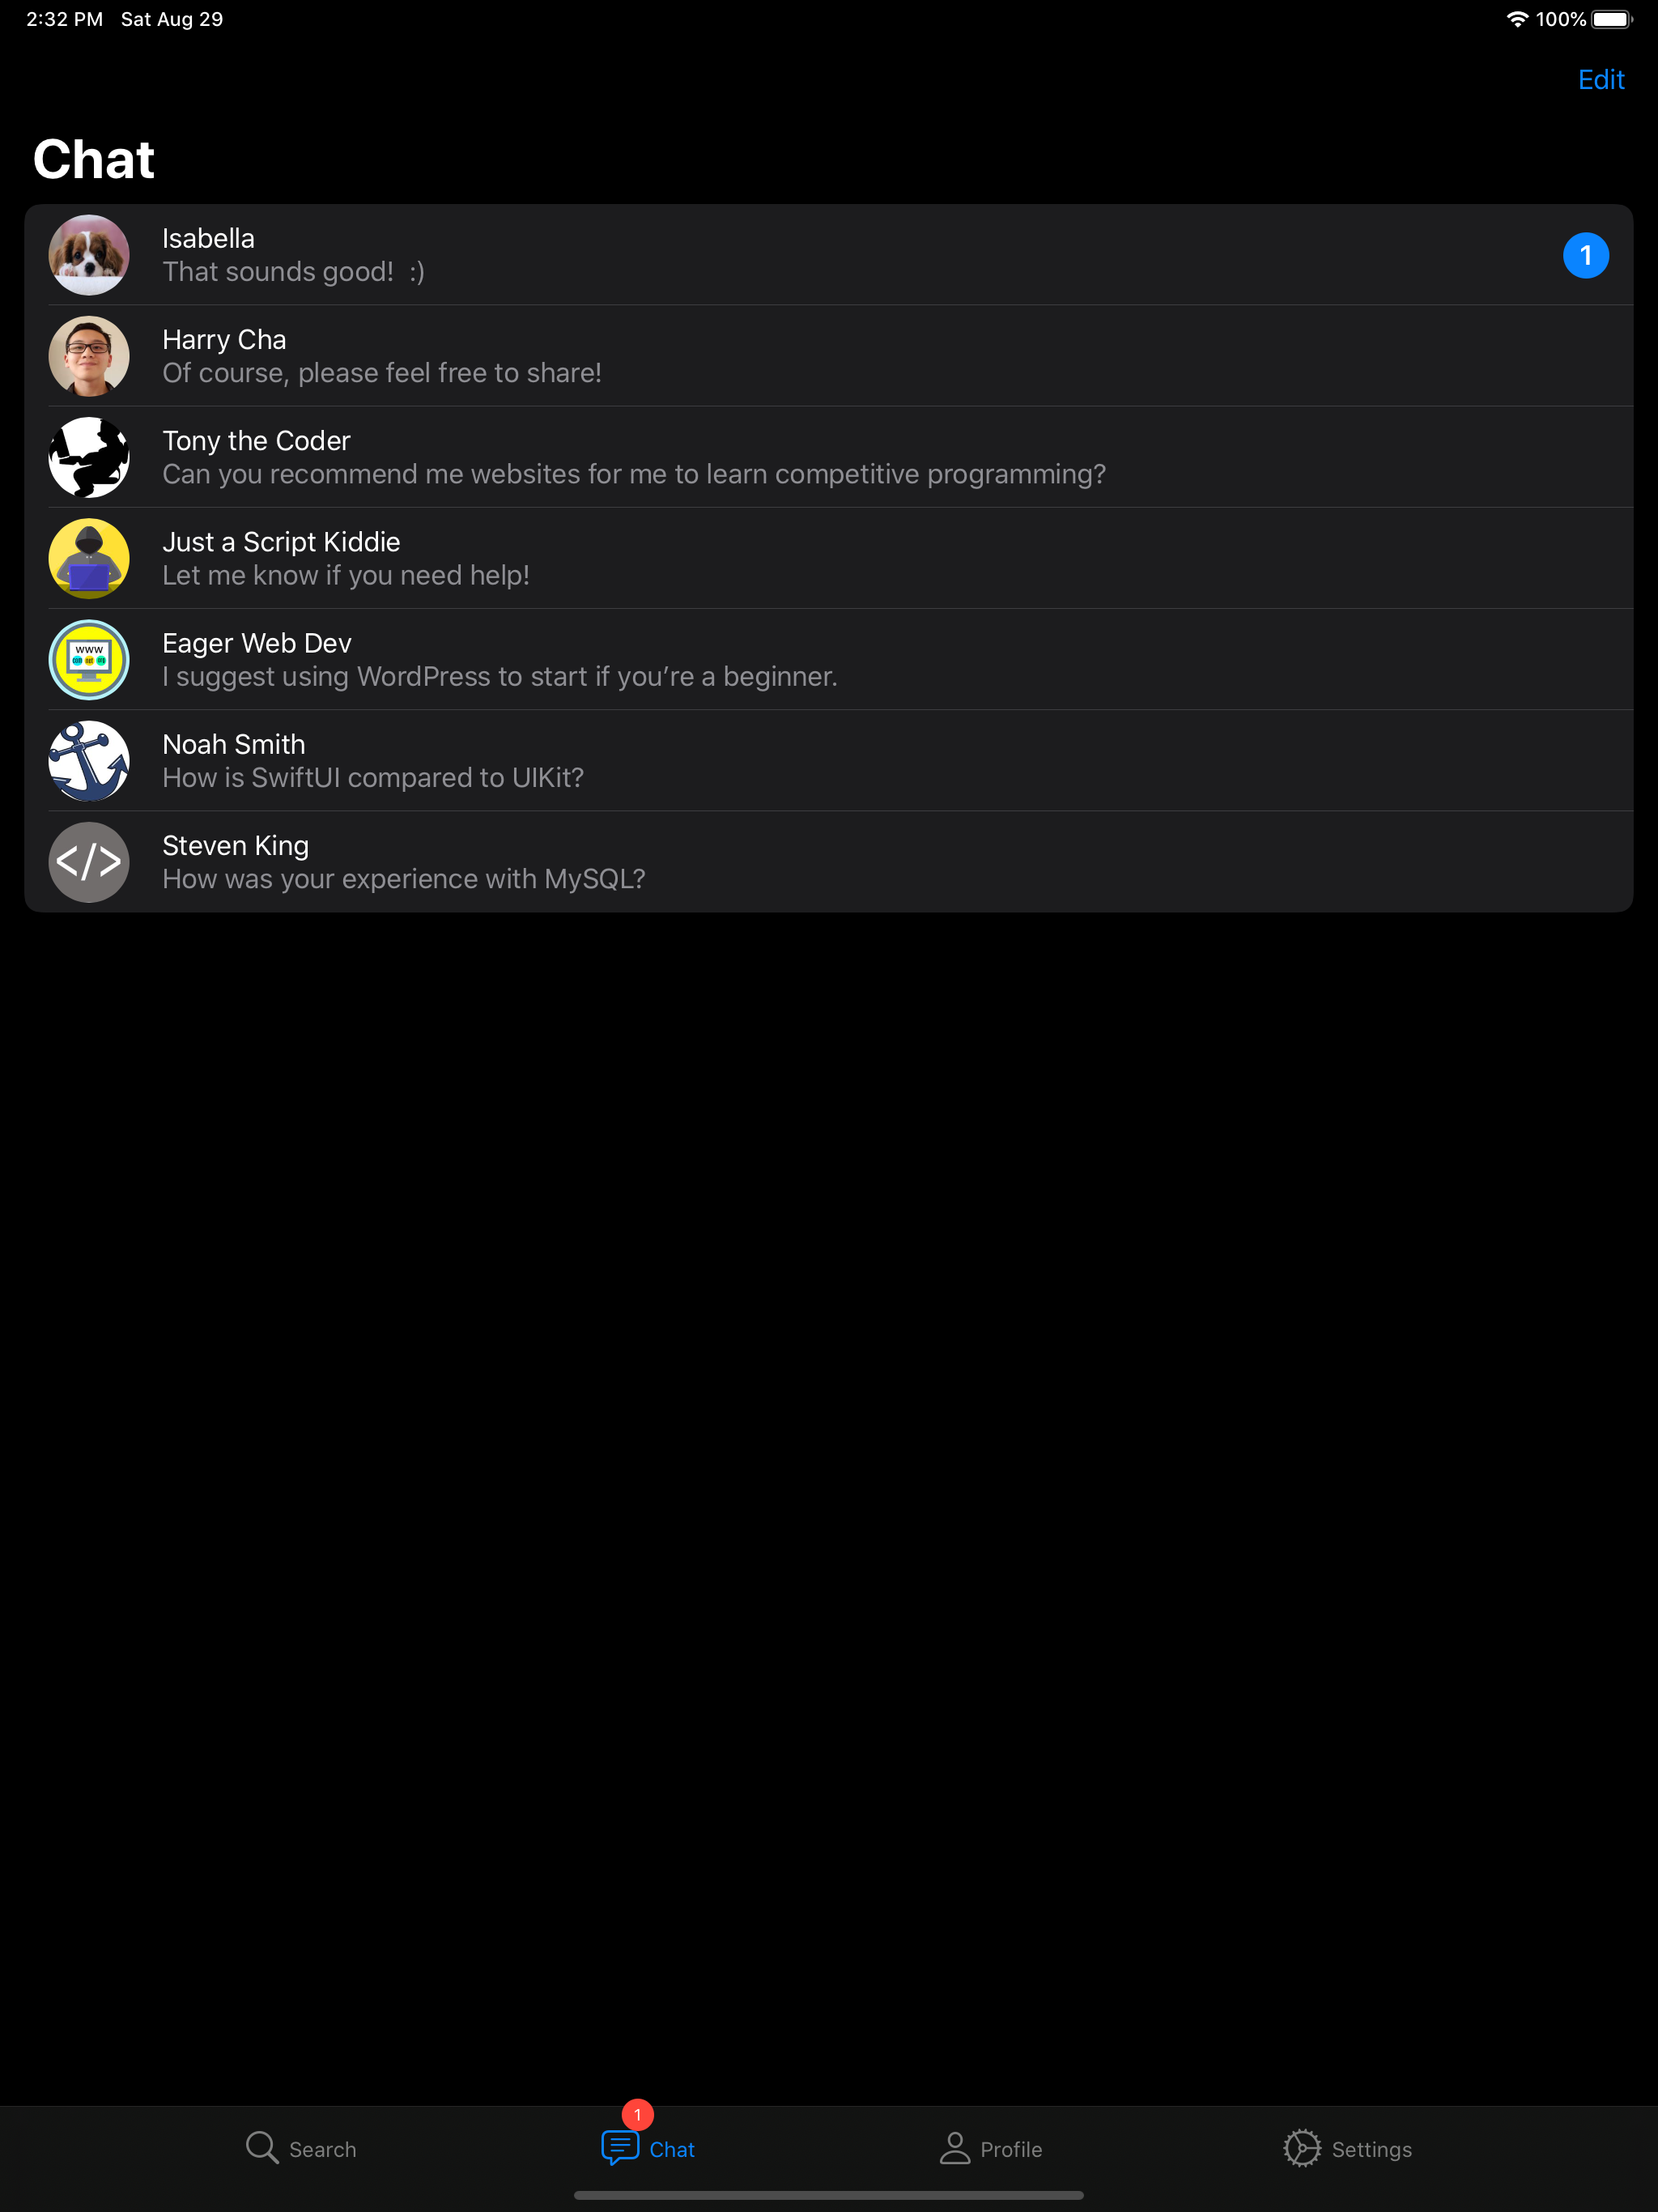 2:32 PM Sat Aug 29 100%
Edit
Chat
Isabella
That sounds good! :)
1
Harry Cha
Of course, please feel free to share!
Tony the Coder
Can you recommend me websites for me to learn competitive programming?
Just a Script Kiddie
Let me know if you need help!
www
Eager Web Dev
I suggest using WordPress to start if you’re a beginner.
Noah Smith
How is SwiftUI compared to UIKit?
</>
Steven King
How was your experience with MySQL?
1
Search Chat Profile Settings